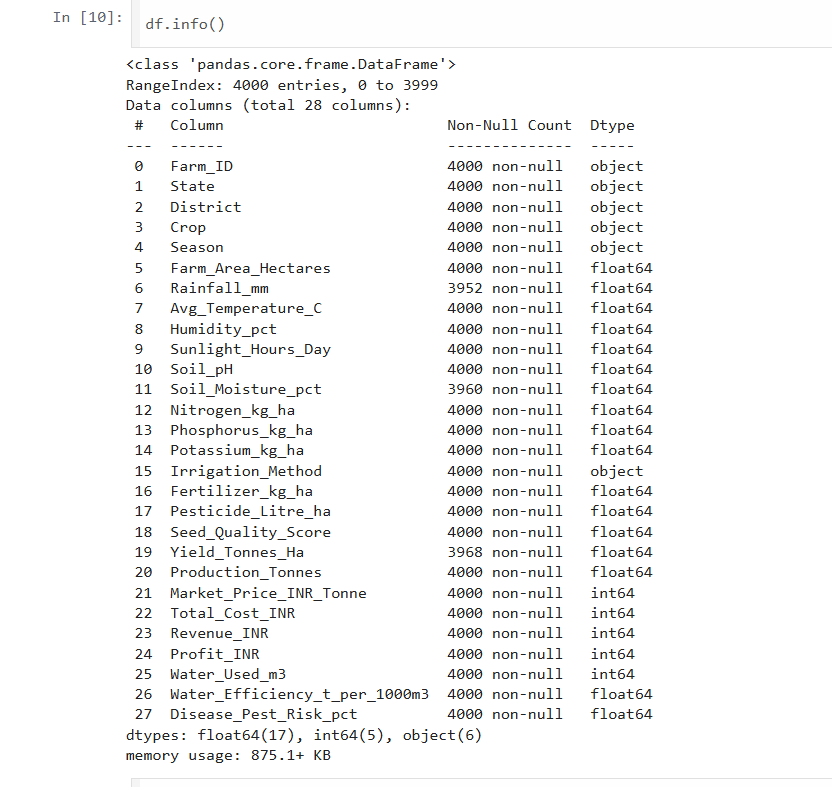 In [10]: df.info()
<class 'pandas.core.frame.DataFrame'>
RangeIndex: 4000 entries, 0 to 3999
Data columns (total 28 columns):
 #   Column                       Non-Null Count  Dtype
---  ------                       --------------  -----
 0   Farm_ID                      4000 non-null   object
 1   State                        4000 non-null   object
 2   District                     4000 non-null   object
 3   Crop                         4000 non-null   object
 4   Season                       4000 non-null   object
 5   Farm_Area_Hectares           4000 non-null   float64
 6   Rainfall_mm                  3952 non-null   float64
 7   Avg_Temperature_C            4000 non-null   float64
 8   Humidity_pct                 4000 non-null   float64
 9   Sunlight_Hours_Day           4000 non-null   float64
 10  Soil_pH                      4000 non-null   float64
 11  Soil_Moisture_pct            3960 non-null   float64
 12  Nitrogen_kg_ha               4000 non-null   float64
 13  Phosphorus_kg_ha             4000 non-null   float64
 14  Potassium_kg_ha              4000 non-null   float64
 15  Irrigation_Method            4000 non-null   object
 16  Fertilizer_kg_ha             4000 non-null   float64
 17  Pesticide_Litre_ha           4000 non-null   float64
 18  Seed_Quality_Score           4000 non-null   float64
 19  Yield_Tonnes_Ha              3968 non-null   float64
 20  Production_Tonnes            4000 non-null   float64
 21  Market_Price_INR_Tonne       4000 non-null   int64
 22  Total_Cost_INR               4000 non-null   int64
 23  Revenue_INR                  4000 non-null   int64
 24  Profit_INR                   4000 non-null   int64
 25  Water_Used_m3                4000 non-null   int64
 26  Water_Efficiency_t_per_1000m3  4000 non-null   float64
 27  Disease_Pest_Risk_pct        4000 non-null   float64
dtypes: float64(17), int64(5), object(6)
memory usage: 875.1+ KB